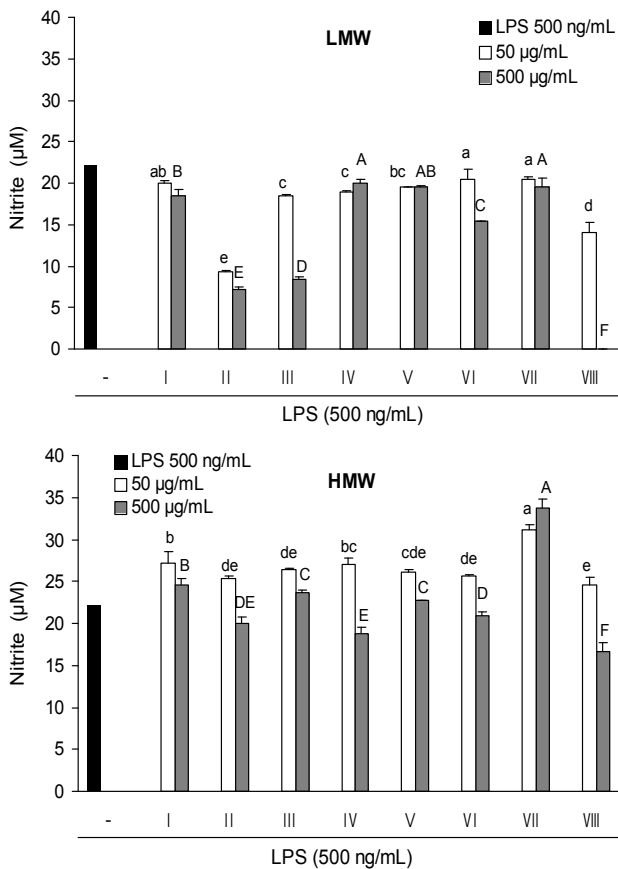 LMW
LPS 500 ng/mL
50 µg/mL
500 µg/mL
Nitrite (µM)
40
35
30
25
20
15
10
5
0
ab B
e E
c D
c A
bc AB
a C
a A
d F
- I II III IV V VI VII VIII
LPS (500 ng/mL)
HMW
LPS 500 ng/mL
50 µg/mL
500 µg/mL
Nitrite (µM)
40
35
30
25
20
15
10
5
0
b B
de DE
de C
bc E
cde C
de D
a A
e F
- I II III IV V VI VII VIII
LPS (500 ng/mL)